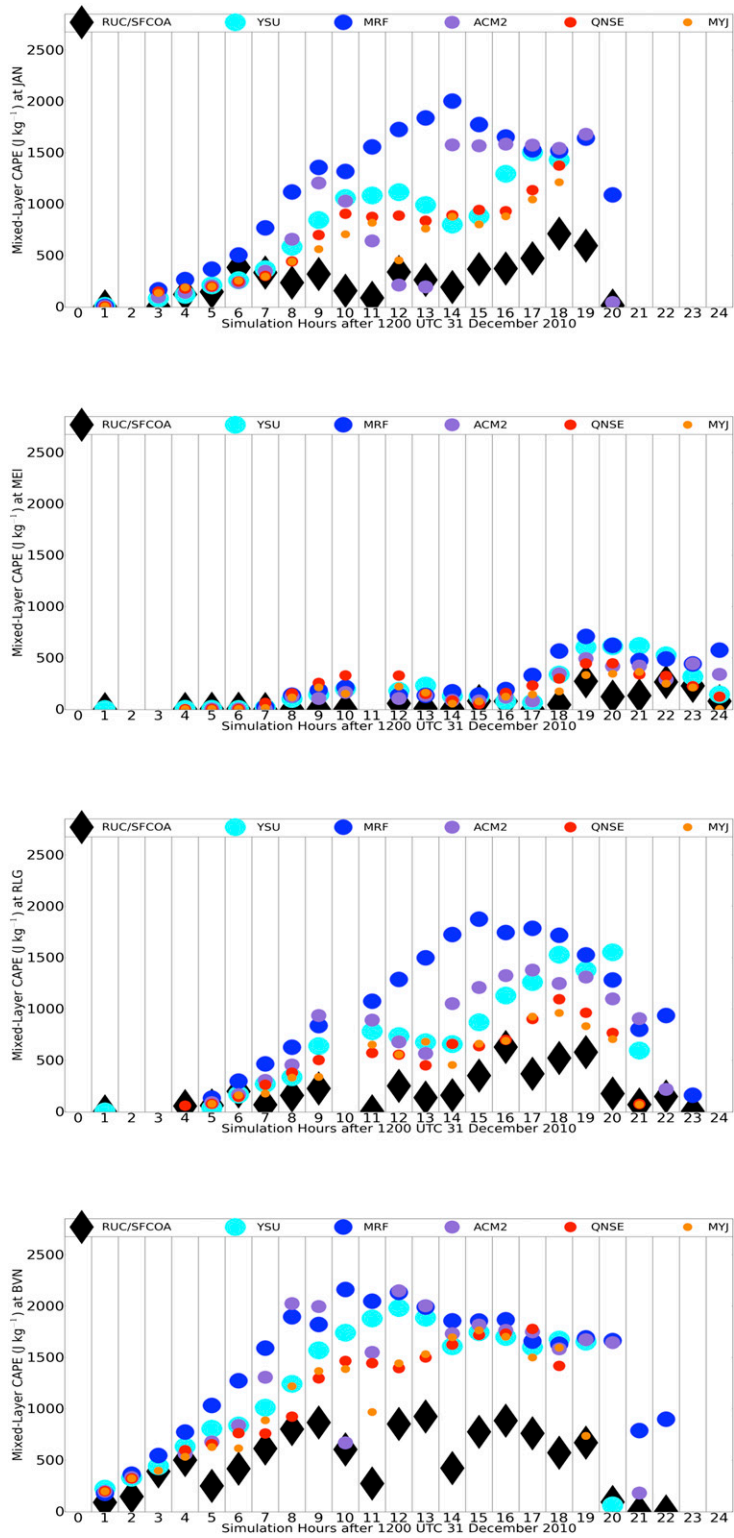 RUC/SFCOA YSU MRF ACM2 QNSE MYJ
2500
2000
1500
1000
500
0
Mixed-Layer CAPE (J kg⁻¹) at JAN
0 1 2 3 4 5 6 7 8 9 10 11 12 13 14 15 16 17 18 19 20 21 22 23 24
Simulation Hours after 1200 UTC 31 December 2010
RUC/SFCOA YSU MRF ACM2 QNSE MYJ
2500
2000
1500
1000
500
0
Mixed-Layer CAPE (J kg⁻¹) at MEI
0 1 2 3 4 5 6 7 8 9 10 11 12 13 14 15 16 17 18 19 20 21 22 23 24
Simulation Hours after 1200 UTC 31 December 2010
RUC/SFCOA YSU MRF ACM2 QNSE MYJ
2500
2000
1500
1000
500
0
Mixed-Layer CAPE (J kg⁻¹) at RLG
0 1 2 3 4 5 6 7 8 9 10 11 12 13 14 15 16 17 18 19 20 21 22 23 24
Simulation Hours after 1200 UTC 31 December 2010
RUC/SFCOA YSU MRF ACM2 QNSE MYJ
2500
2000
1500
1000
500
0
Mixed-Layer CAPE (J kg⁻¹) at BVN
0 1 2 3 4 5 6 7 8 9 10 11 12 13 14 15 16 17 18 19 20 21 22 23 24
Simulation Hours after 1200 UTC 31 December 2010